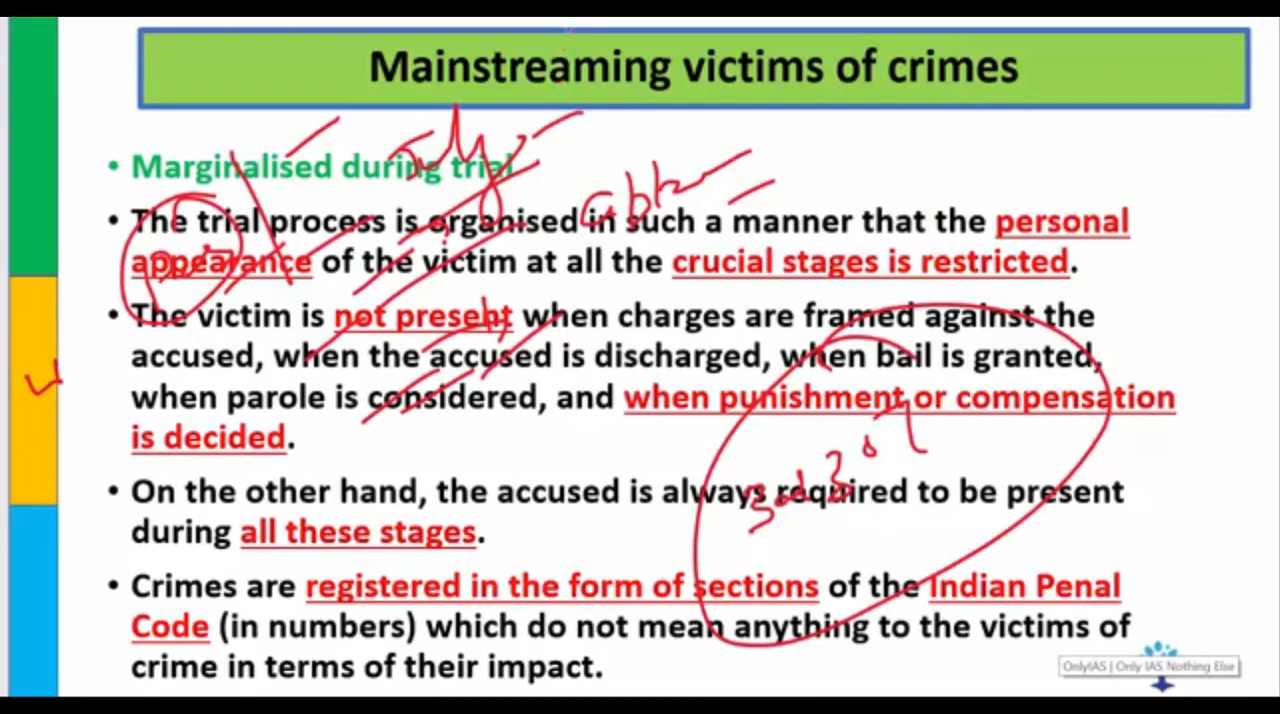 Mainstreaming victims of crimes
• Marginalised during trial
• The trial process is organised in such a manner that the personal
appearance of the victim at all the crucial stages is restricted.
• The victim is not present when charges are framed against the
accused, when the accused is discharged, when bail is granted,
when parole is considered, and when punishment or compensation
is decided.
• On the other hand, the accused is always required to be present
during all these stages.
• Crimes are registered in the form of sections of the Indian Penal
Code (in numbers) which do not mean anything to the victims of
crime in terms of their impact.
OnlyIAS | Only IAS Nothing Else